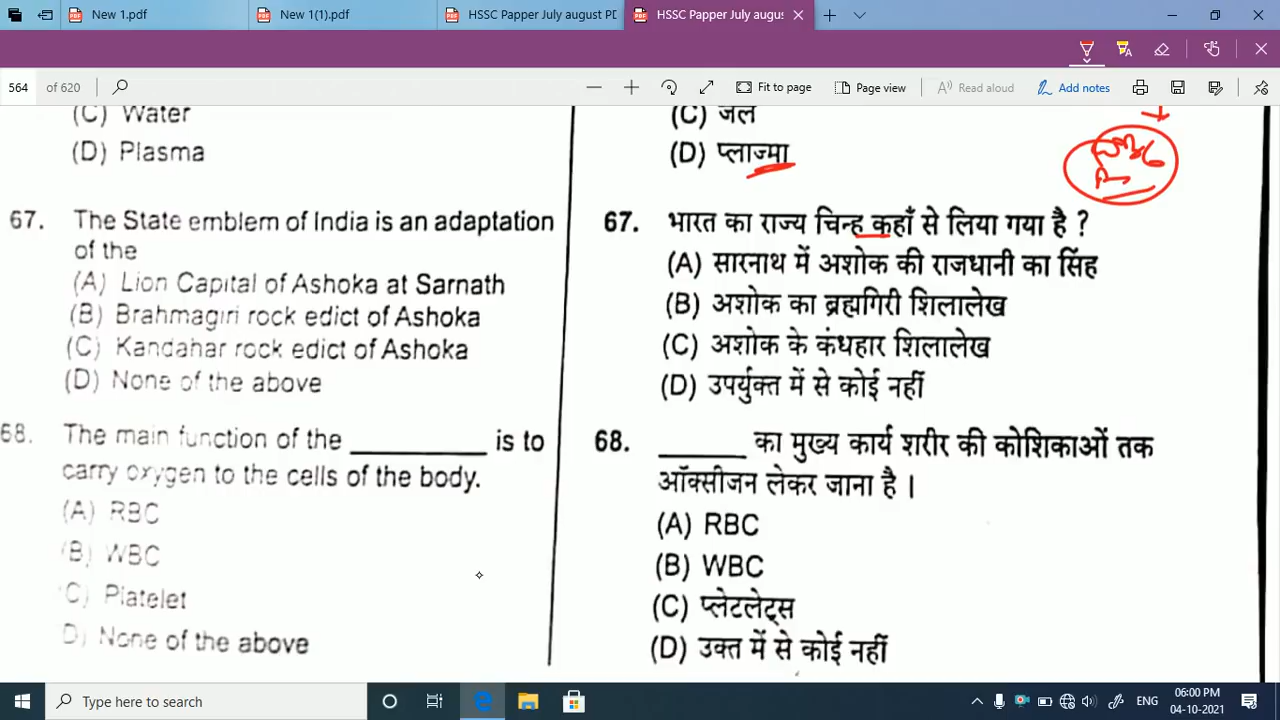 New 1.pdf
New 1(1).pdf
HSSC Papper July august PD
HSSC Papper July augus
564 of 620
Fit to page
Page view
Read aloud
Add notes
(C) Water
(D) Plasma
67. The State emblem of India is an adaptation
of the
(A) Lion Capital of Ashoka at Sarnath
(B) Brahmagiri rock edict of Ashoka
(C) Kandahar rock edict of Ashoka
(D) None of the above
68. The main function of the ________ is to
carry oxygen to the cells of the body.
(A) RBC
(B) WBC
(C) Platelet
D) None of the above
(C) जल
(D) प्लाज्मा
67. भारत का राज्य चिन्ह कहाँ से लिया गया है ?
(A) सारनाथ में अशोक की राजधानी का सिंह
(B) अशोक का ब्रह्मगिरी शिलालेख
(C) अशोक के कंधहार शिलालेख
(D) उपर्युक्त में से कोई नहीं
68. ________ का मुख्य कार्य शरीर की कोशिकाओं तक
ऑक्सीजन लेकर जाना है ।
(A) RBC
(B) WBC
(C) प्लेटलेट्स
(D) उक्त में से कोई नहीं
Type here to search
ENG
06:00 PM
04-10-2021